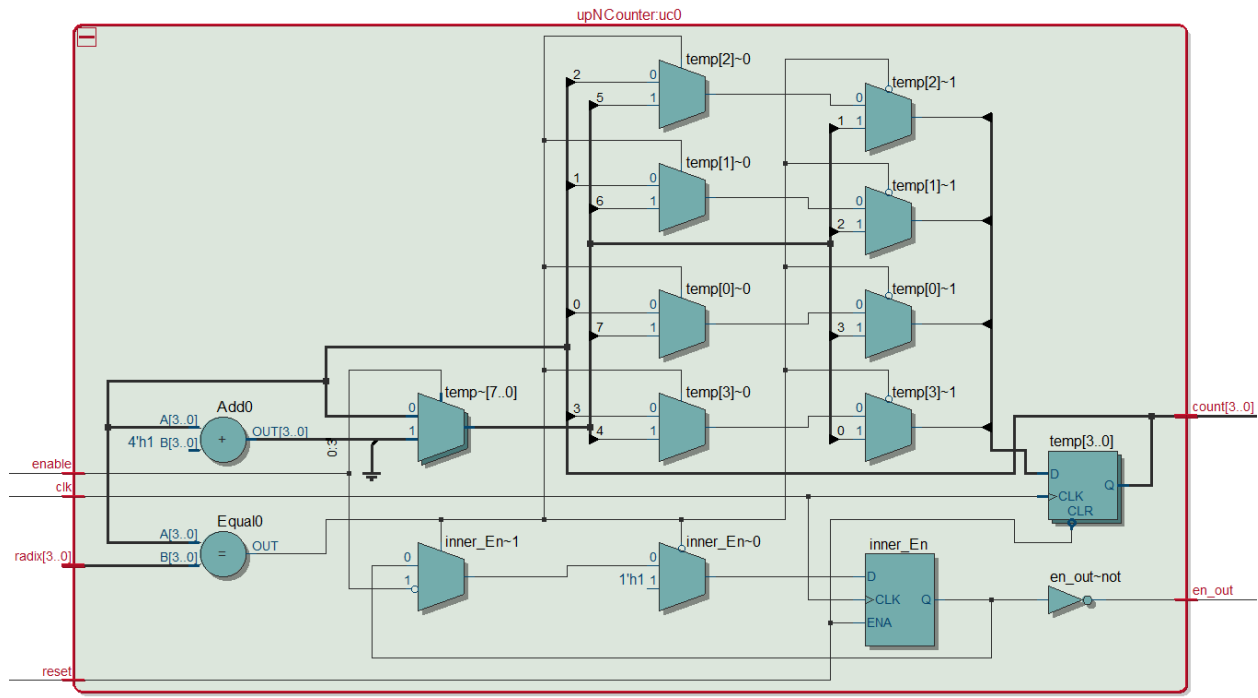 upNCounter:uc0
temp[2]~0
2
0
5
1
temp[2]~1
0
1
1
temp[1]~0
1
0
6
1
temp[1]~1
0
2
1
temp[0]~0
0
0
7
1
temp[0]~1
0
3
1
temp[3]~0
3
0
4
1
temp[3]~1
0
0
1
temp~[7..0]
0
1
Add0
A[3..0]
4'h1 B[3..0]
+
OUT[3..0]
0:3
count[3..0]
temp[3..0]
D
Q
>CLK
CLR
enable
clk
Equal0
A[3..0]
radix[3..0]
B[3..0]
=
OUT
inner_En~1
0
1
inner_En~0
0
1'h1
1
inner_En
D
>CLK
Q
ENA
en_out~not
en_out
reset